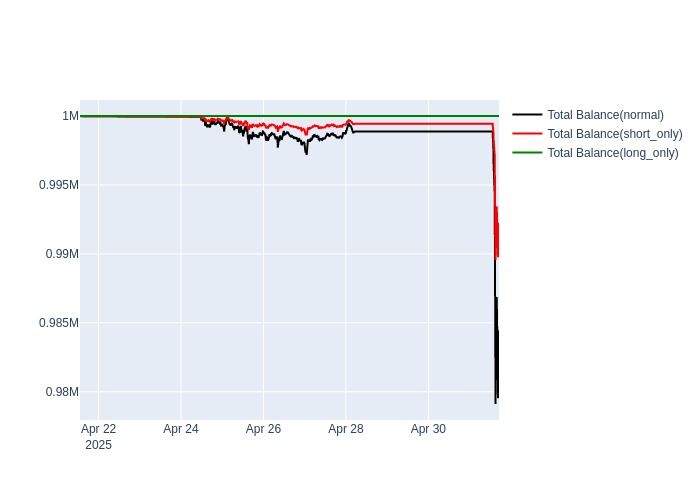 1M
0.995M
0.99M
0.985M
0.98M
Apr 22
2025
Apr 24
Apr 26
Apr 28
Apr 30
Total Balance(normal)
Total Balance(short_only)
Total Balance(long_only)